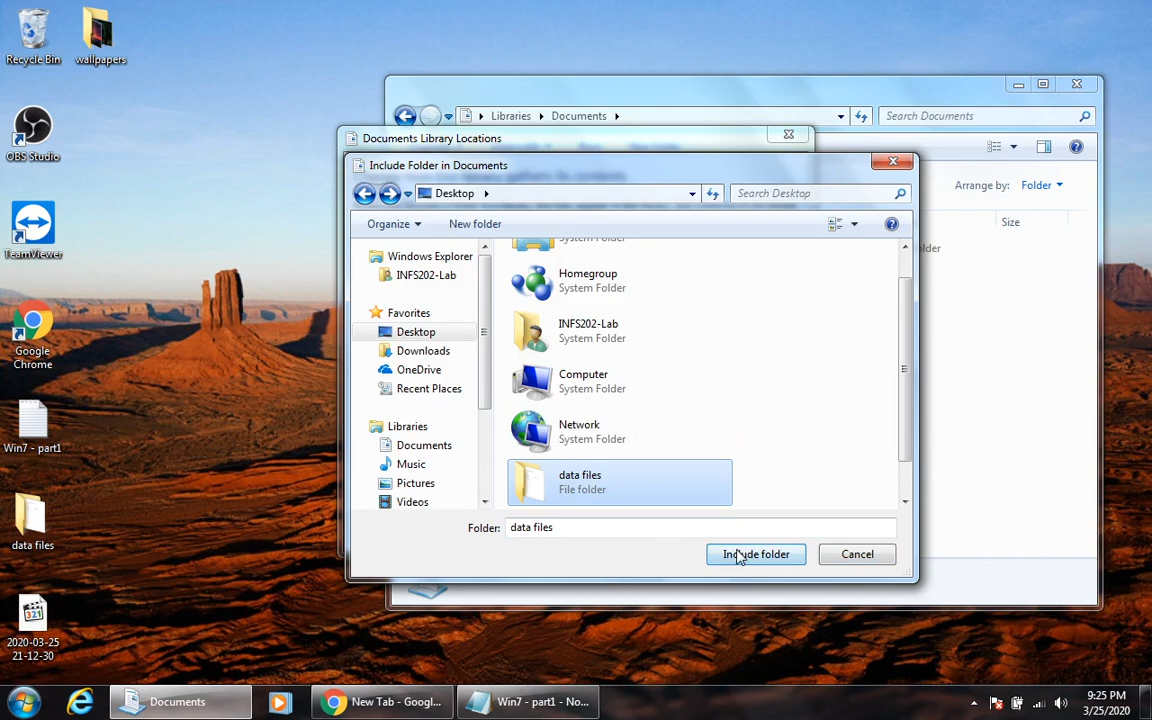 Recycle Bin
wallpapers
OBS Studio
TeamViewer
Google
Chrome
Win7 - part1
data files
321
2020-03-25
21-12-30
Libraries
Documents
Search Documents
Arrange by:
Folder
Size
Documents Library Locations
Include Folder in Documents
Desktop
Search Desktop
Organize
New folder
Windows Explorer
INFS202-Lab
Favorites
Desktop
Downloads
OneDrive
Recent Places
Libraries
Documents
Music
Pictures
Videos
Homegroup
System Folder
INFS202-Lab
System Folder
Computer
System Folder
Network
System Folder
data files
File folder
Folder:
data files
Include folder
Cancel
Documents
New Tab - Googl...
Win7 - part1 - No...
9:25 PM
3/25/2020